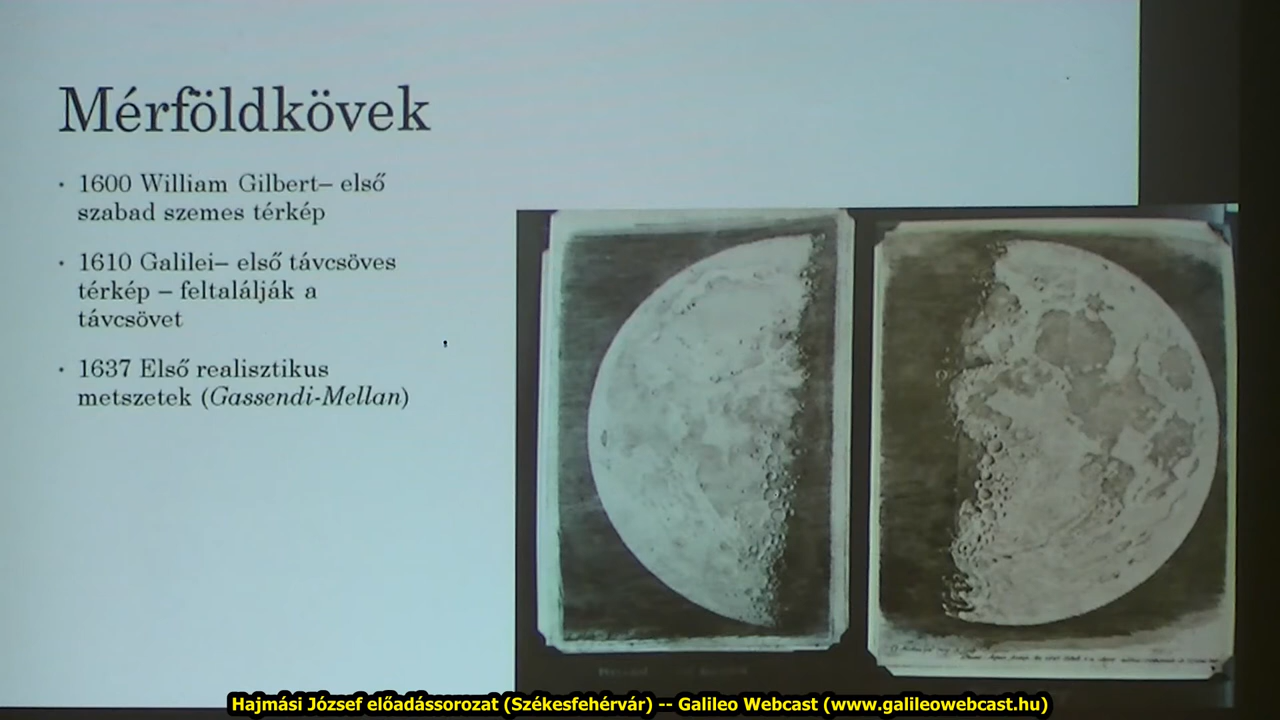 Mérföldkövek
• 1600 William Gilbert– első
szabad szemes térkép
• 1610 Galilei– első távcsöves
térkép – feltalálják a
távcsövet
• 1637 Első realisztikus
metszetek (Gassendi-Mellan)
Hajmási József előadássorozat (Székesfehérvár) -- Galileo Webcast (www.galileowebcast.hu)